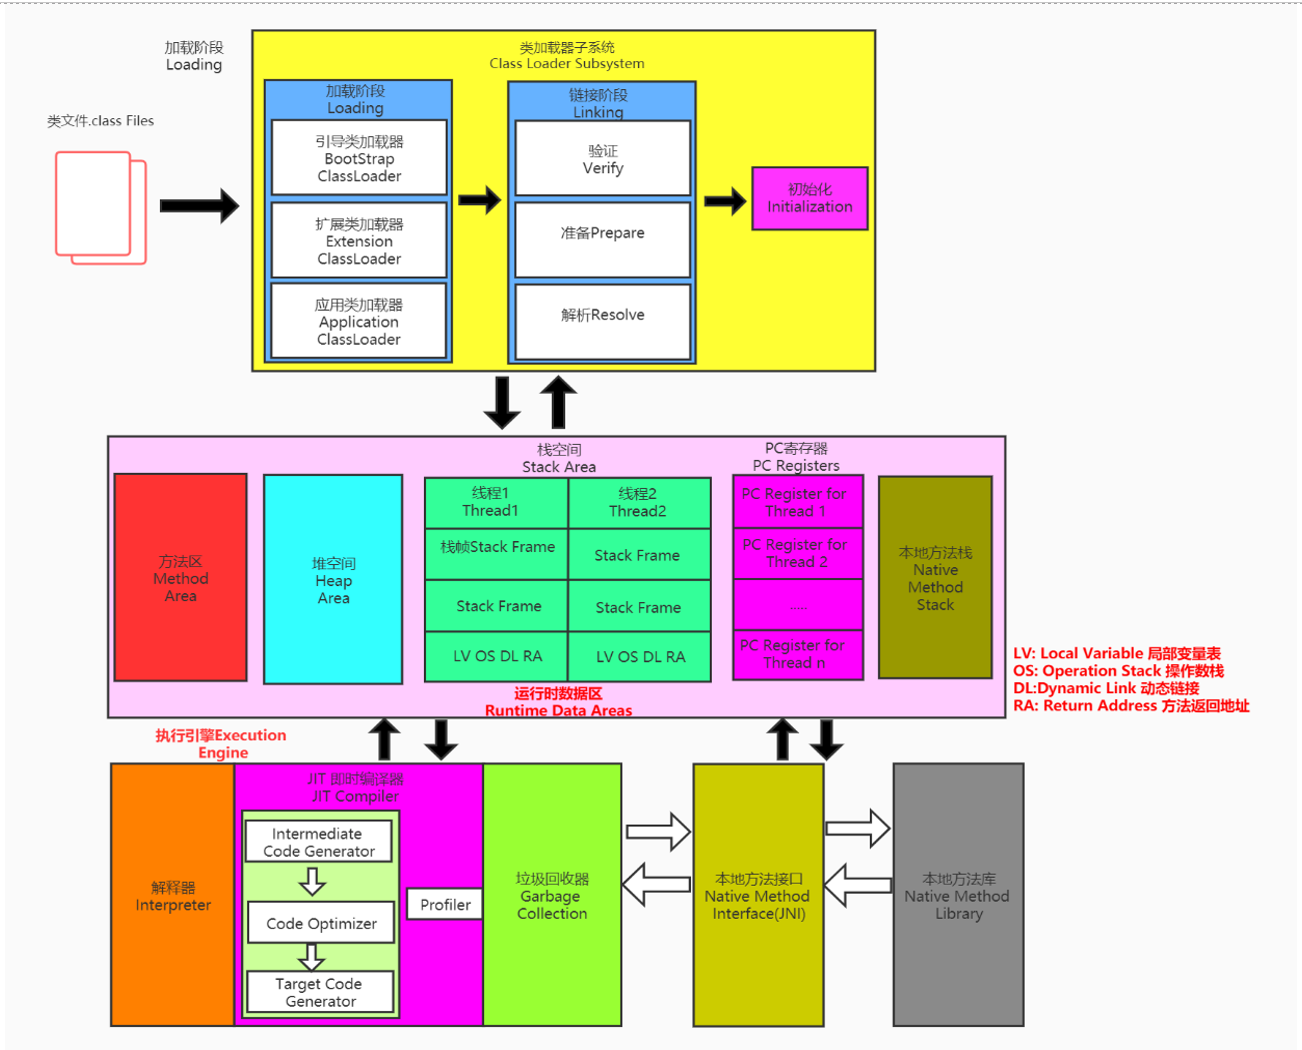 加载阶段
Loading
类文件.class Files
类加载器子系统
Class Loader Subsystem
加载阶段
Loading
引导类加载器
BootStrap
ClassLoader
扩展类加载器
Extension
ClassLoader
应用类加载器
Application
ClassLoader
链接阶段
Linking
验证
Verify
准备Prepare
解析Resolve
初始化
Initialization
方法区
Method
Area
堆空间
Heap
Area
栈空间
Stack Area
线程1
Thread1
线程2
Thread2
栈帧Stack Frame
Stack Frame
Stack Frame
Stack Frame
LV OS DL RA
LV OS DL RA
PC寄存器
PC Registers
PC Register for
Thread 1
PC Register for
Thread 2
.....
PC Register for
Thread n
本地方法栈
Native
Method
Stack
运行时数据区
Runtime Data Areas
LV: Local Variable 局部变量表
OS: Operation Stack 操作数栈
DL:Dynamic Link 动态链接
RA: Return Address 方法返回地址
执行引擎Execution
Engine
解释器
Interpreter
JIT 即时编译器
JIT Compiler
Intermediate
Code Generator
Code Optimizer
Target Code
Generator
Profiler
垃圾回收器
Garbage
Collection
本地方法接口
Native Method
Interface(JNI)
本地方法库
Native Method
Library